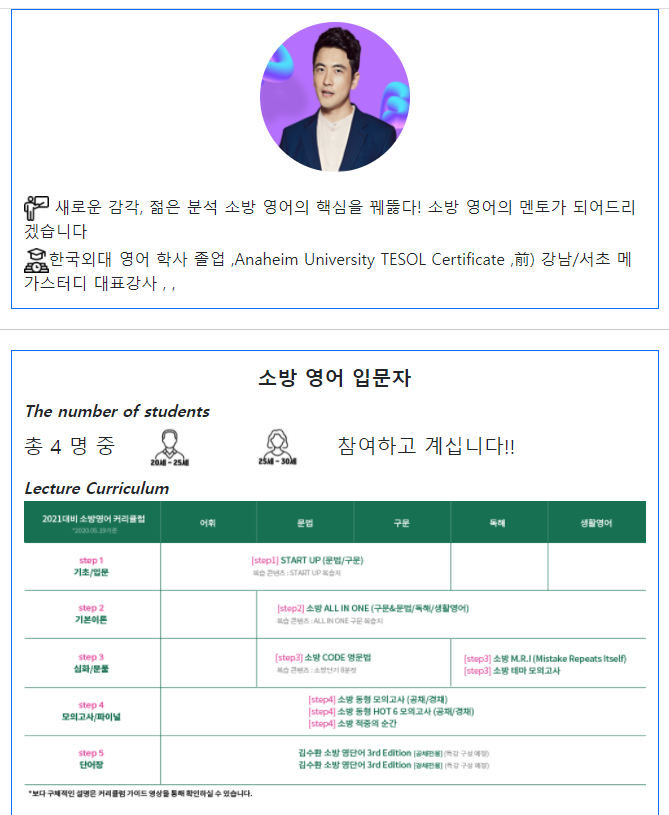 새로운 감각, 젊은 분석 소방 영어의 핵심을 꿰뚫다! 소방 영어의 멘토가 되어드리
겠습니다
한국외대 영어 학사 졸업 ,Anaheim University TESOL Certificate ,前) 강남/서초 메
가스터디 대표강사 , ,
소방 영어 입문자
The number of students
총 4 명 중 20세 ~ 25세 25세 ~ 30세 참여하고 계십니다!!
Lecture Curriculum
2021대비 소방영어 커리큘럼 어휘 문법 구문 독해 생활영어
*2020.05.19기준
step 1
기초/입문
[step1] START UP (문법/구문)
복습 콘텐츠 : START UP 복습지
step 2
기본이론
[step2] 소방 ALL IN ONE (구문&문법/독해/생활영어)
복습 콘텐츠 : ALL IN ONE 구문 복습지
step 3
심화/문풀
[step3] 소방 CODE 영문법
복습 콘텐츠 : 소방단기 8분컷
[step3] 소방 M.R.I (Mistake Repeats Itself)
[step3] 소방 테마 모의고사
step 4
모의고사/파이널
[step4] 소방 동형 모의고사 (공채/경채)
[step4] 소방 동형 HOT 6 모의고사 (공채/경채)
[step4] 소방 적중의 순간
step 5
단어장
김수환 소방 영단어 3rd Edition [공채전용] (특강 구성 예정)
김수환 소방 영단어 3rd Edition [경채전용] (특강 구성 예정)
*보다 구체적인 설명은 커리큘럼 가이드 영상을 통해 확인하실 수 있습니다.